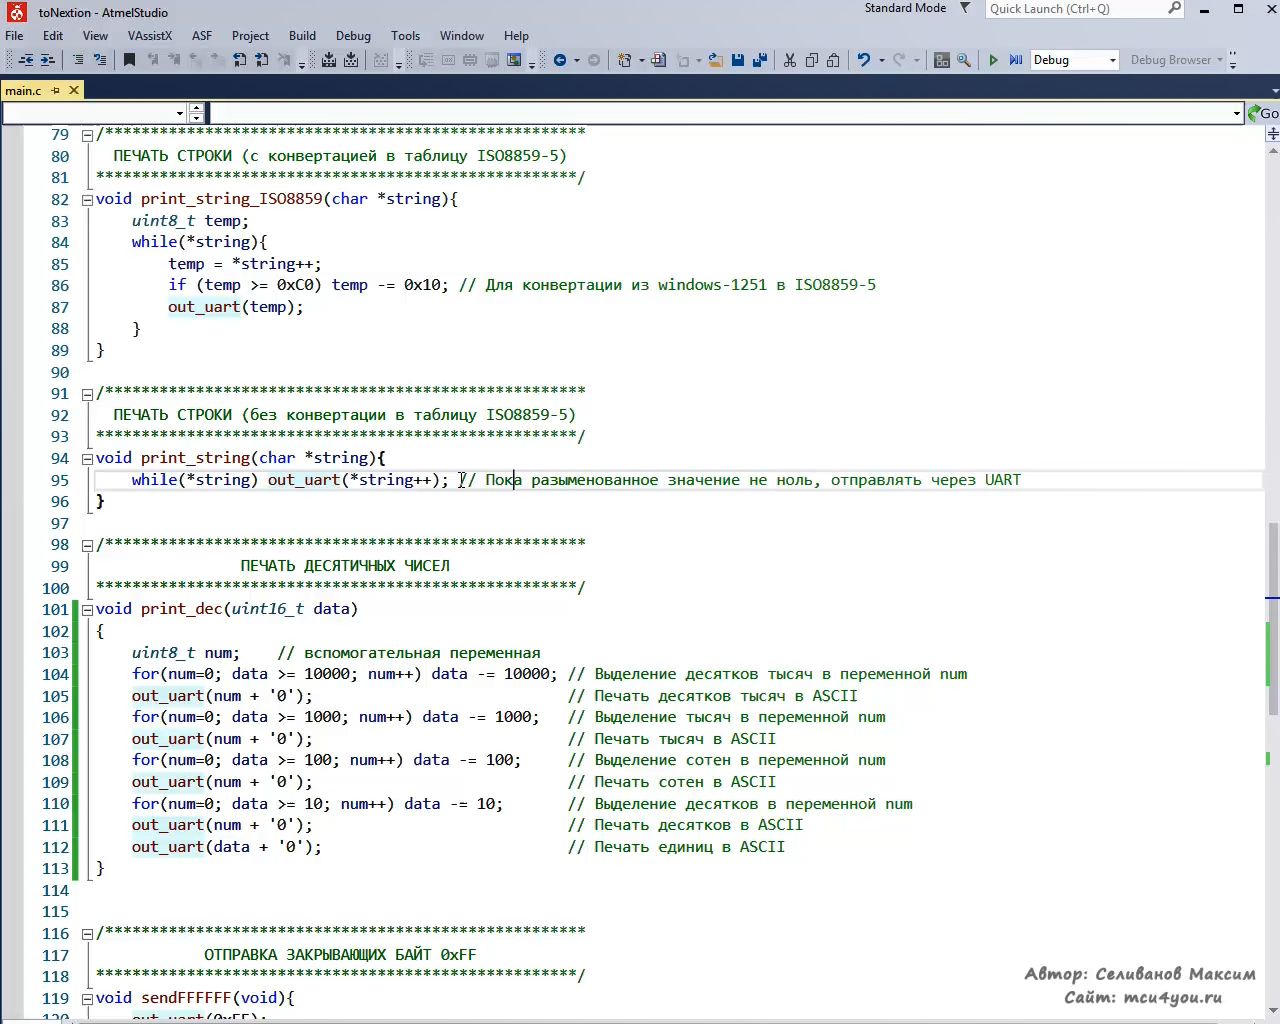 toNextion - AtmelStudio
Standard Mode
Quick Launch (Ctrl+Q)
File Edit View VAssistX ASF Project Build Debug Tools Window Help
Debug
Debug Browser
main.c
Go
79 /*****************************************************
80 ПЕЧАТЬ СТРОКИ (с конвертацией в таблицу ISO8859-5)
81 *****************************************************/
82 void print_string_ISO8859(char *string){
83 uint8_t temp;
84 while(*string){
85 temp = *string++;
86 if (temp >= 0xC0) temp -= 0x10; // Для конвертации из windows-1251 в ISO8859-5
87 out_uart(temp);
88 }
89 }
90
91 /*****************************************************
92 ПЕЧАТЬ СТРОКИ (без конвертации в таблицу ISO8859-5)
93 *****************************************************/
94 void print_string(char *string){
95 while(*string) out_uart(*string++); // Пока разыменованное значение не ноль, отправлять через UART
96 }
97
98 /*****************************************************
99 ПЕЧАТЬ ДЕСЯТИЧНЫХ ЧИСЕЛ
100 *****************************************************/
101 void print_dec(uint16_t data)
102 {
103 uint8_t num; // вспомогательная переменная
104 for(num=0; data >= 10000; num++) data -= 10000; // Выделение десятков тысяч в переменной num
105 out_uart(num + '0'); // Печать десятков тысяч в ASCII
106 for(num=0; data >= 1000; num++) data -= 1000; // Выделение тысяч в переменной num
107 out_uart(num + '0'); // Печать тысяч в ASCII
108 for(num=0; data >= 100; num++) data -= 100; // Выделение сотен в переменной num
109 out_uart(num + '0'); // Печать сотен в ASCII
110 for(num=0; data >= 10; num++) data -= 10; // Выделение десятков в переменной num
111 out_uart(num + '0'); // Печать десятков в ASCII
112 out_uart(data + '0'); // Печать единиц в ASCII
113 }
114
115
116 /*****************************************************
117 ОТПРАВКА ЗАКРЫВАЮЩИХ БАЙТ 0xFF
118 *****************************************************/
119 void sendFFFFFF(void){
120 out_uart(0xFF);
Автор: Селиванов Максим
Сайт: mcu4you.ru